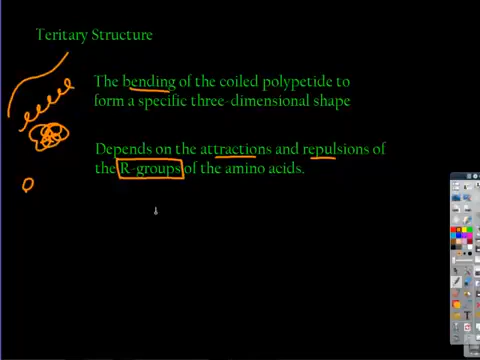 Teritary Structure
The bending of the coiled polypetide to
form a specific three-dimensional shape
Depends on the attractions and repulsions of
the R-groups of the amino acids.